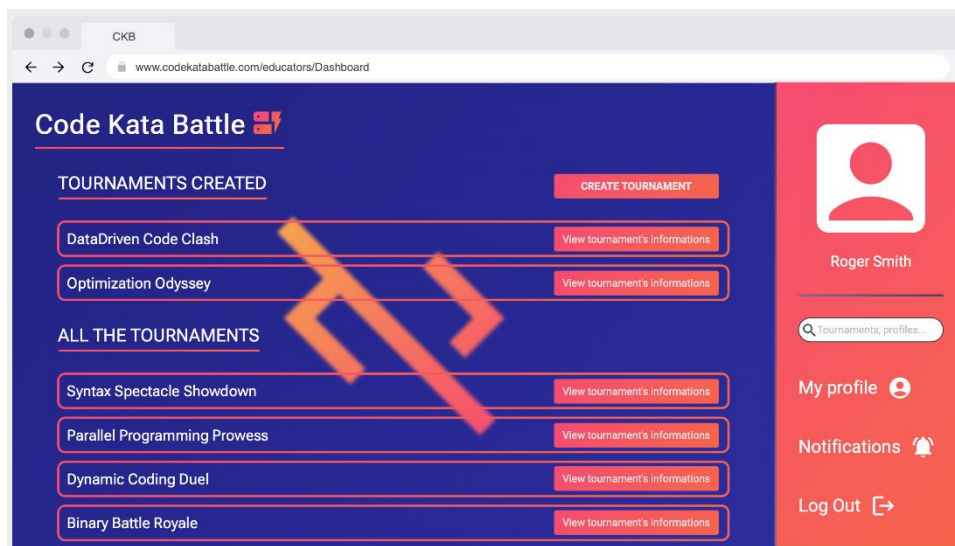 CKB
www.codekatabattle.com/educators/Dashboard
Code Kata Battle
TOURNAMENTS CREATED
CREATE TOURNAMENT
DataDriven Code Clash
View tournament's informations
Optimization Odyssey
View tournament's informations
ALL THE TOURNAMENTS
Syntax Spectacle Showdown
View tournament's informations
Parallel Programming Prowess
View tournament's informations
Dynamic Coding Duel
View tournament's informations
Binary Battle Royale
View tournament's informations
Roger Smith
Tournaments, profiles...
My profile
Notifications
Log Out